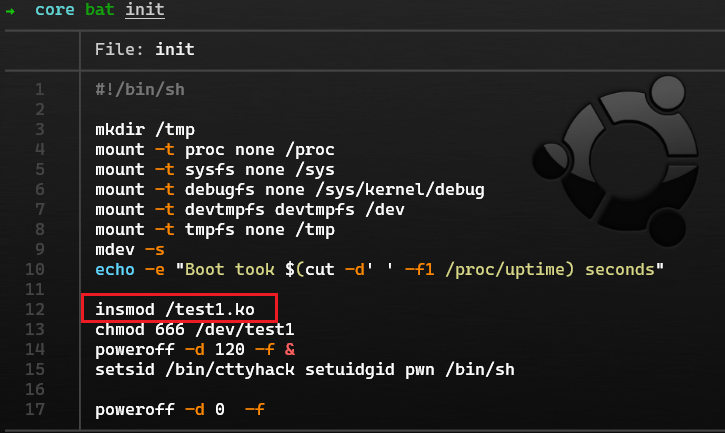 → core bat init
File: init
1 #!/bin/sh
2
3 mkdir /tmp
4 mount -t proc none /proc
5 mount -t sysfs none /sys
6 mount -t debugfs none /sys/kernel/debug
7 mount -t devtmpfs devtmpfs /dev
8 mount -t tmpfs none /tmp
9 mdev -s
10 echo -e "Boot took $(cut -d' ' -f1 /proc/uptime) seconds"
11
12 insmod /test1.ko
13 chmod 666 /dev/test1
14 poweroff -d 120 -f &
15 setsid /bin/cttyhack setuidgid pwn /bin/sh
16
17 poweroff -d 0  -f